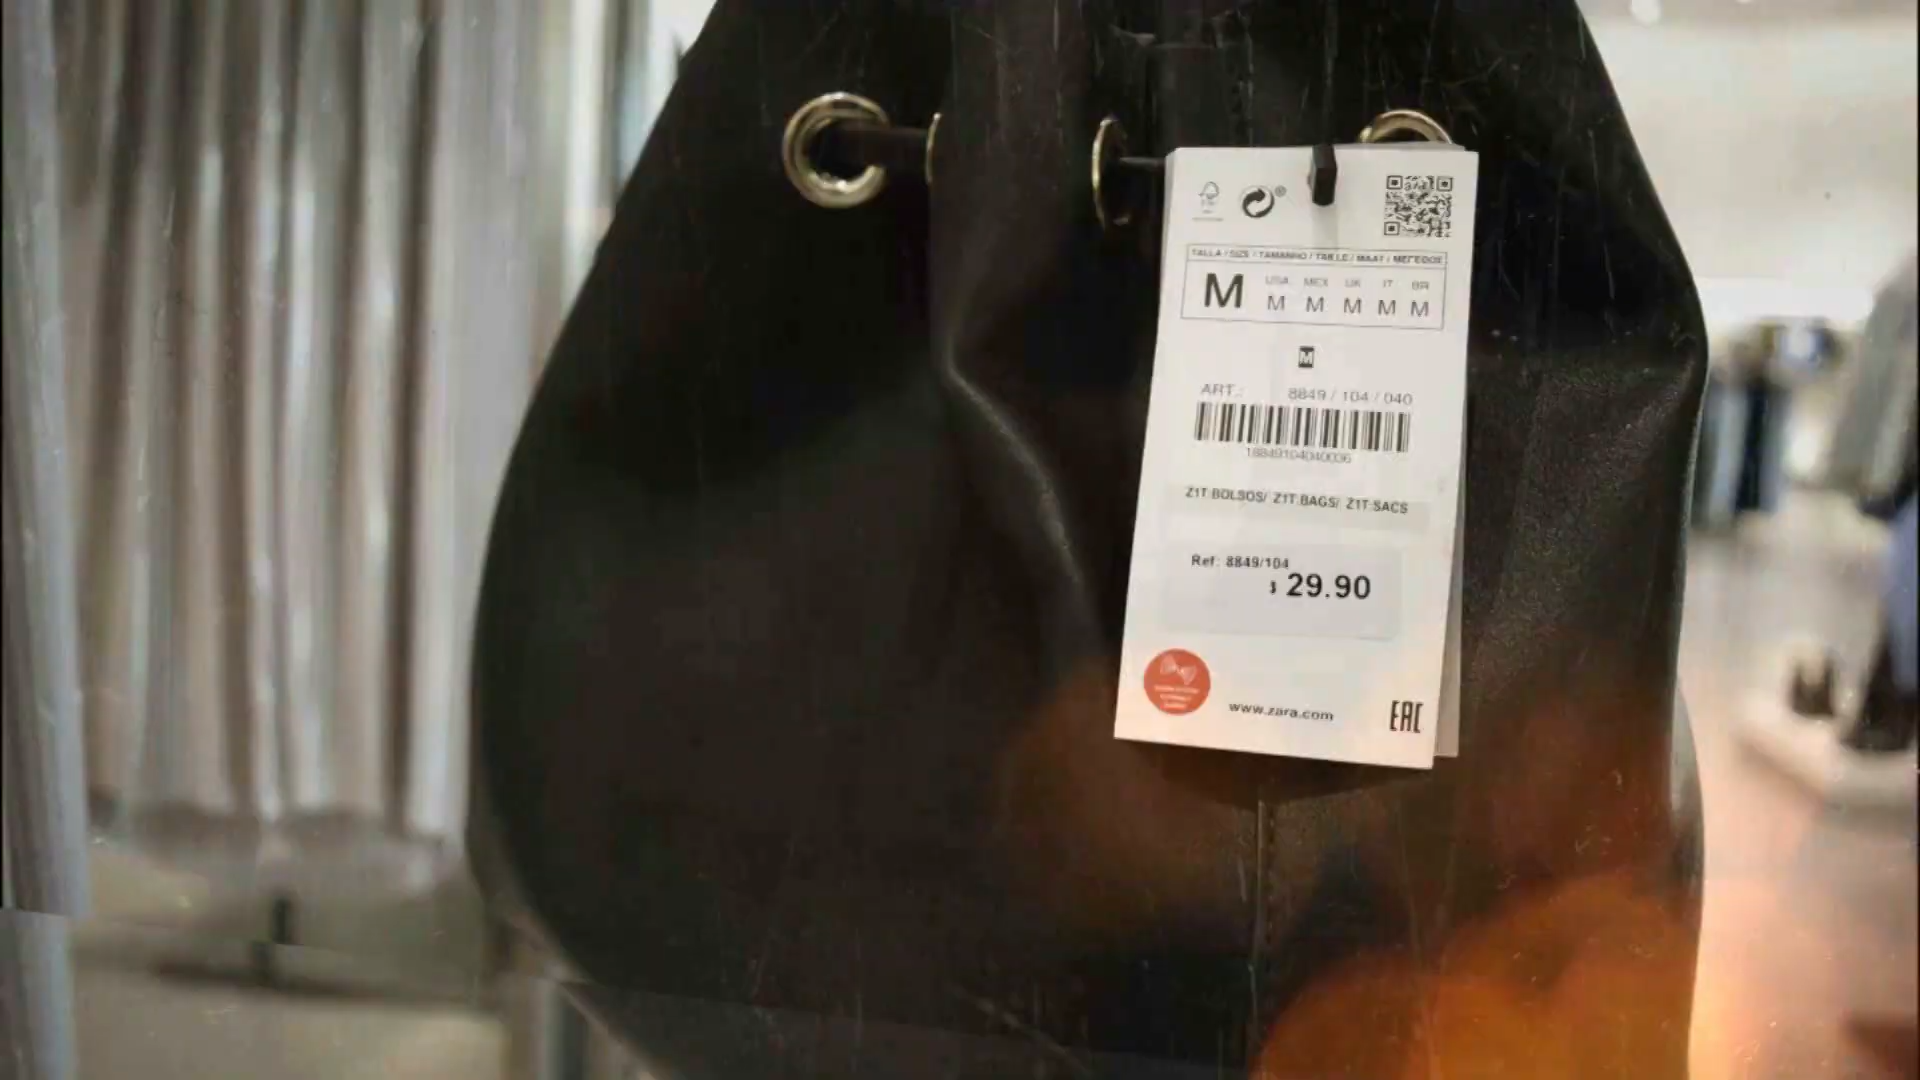 TALLA / SIZE / TAMANHO / TAILLE / MAAT / ΜΕΓΕΘΟΣ
M USA MEX UK IT BR
M M M M M
M
ART.: 8849 / 104 / 040
18849104040036
Z1T BOLSOS/ Z1T BAGS/ Z1T SACS
Ref: 8849/104
$ 29.90
www.zara.com
EAC